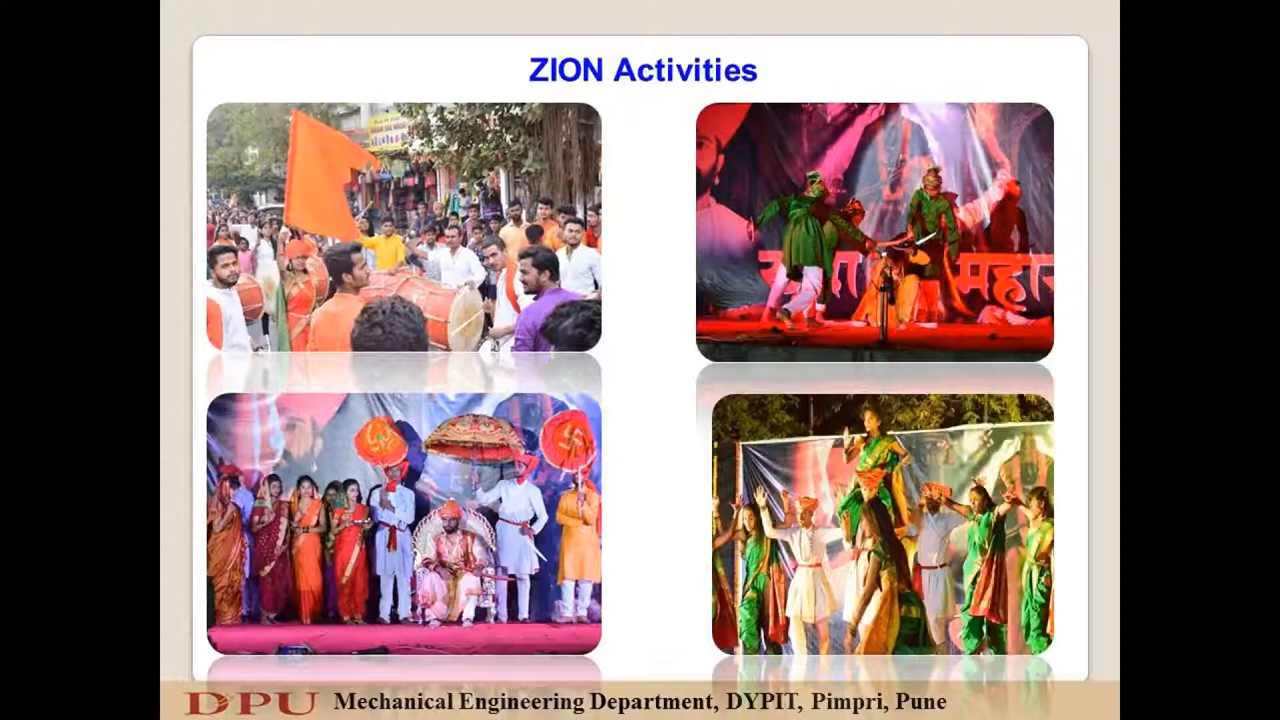 ZION Activities
DPU Mechanical Engineering Department, DYPIT, Pimpri, Pune